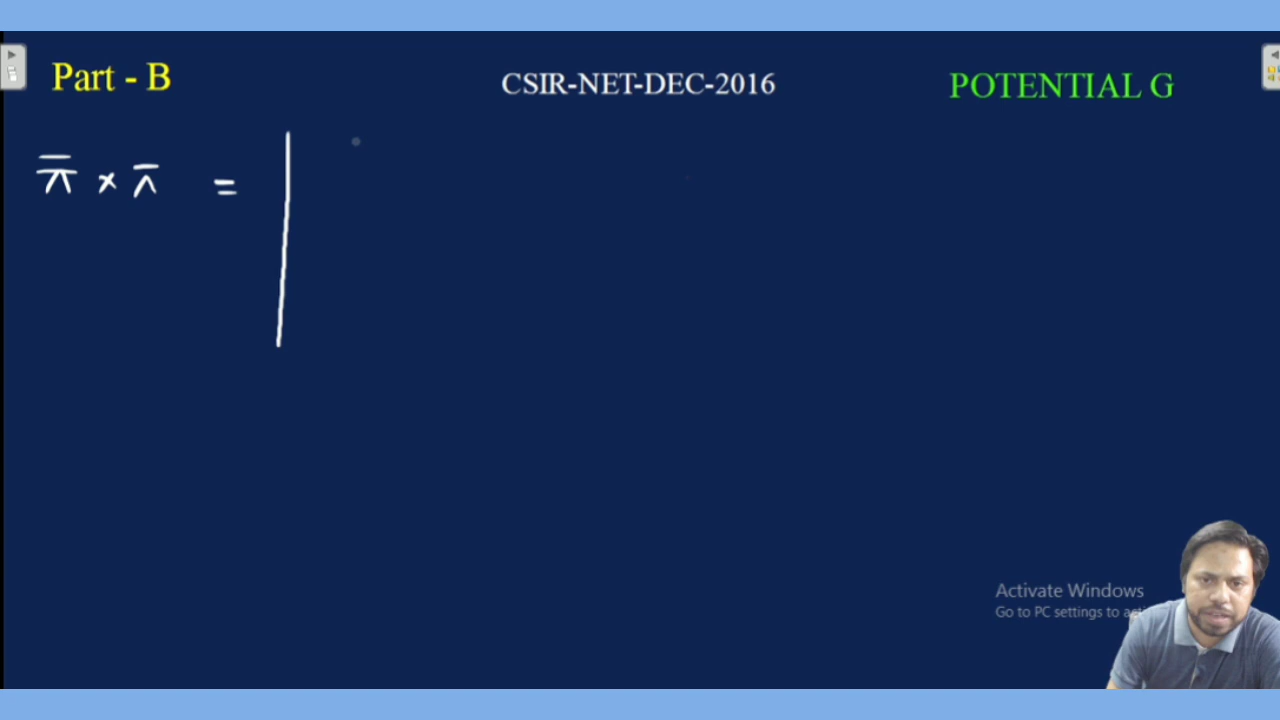 Part - B
CSIR-NET-DEC-2016
POTENTIAL G
π̄ × π̄ =
Activate Windows
Go to PC settings to